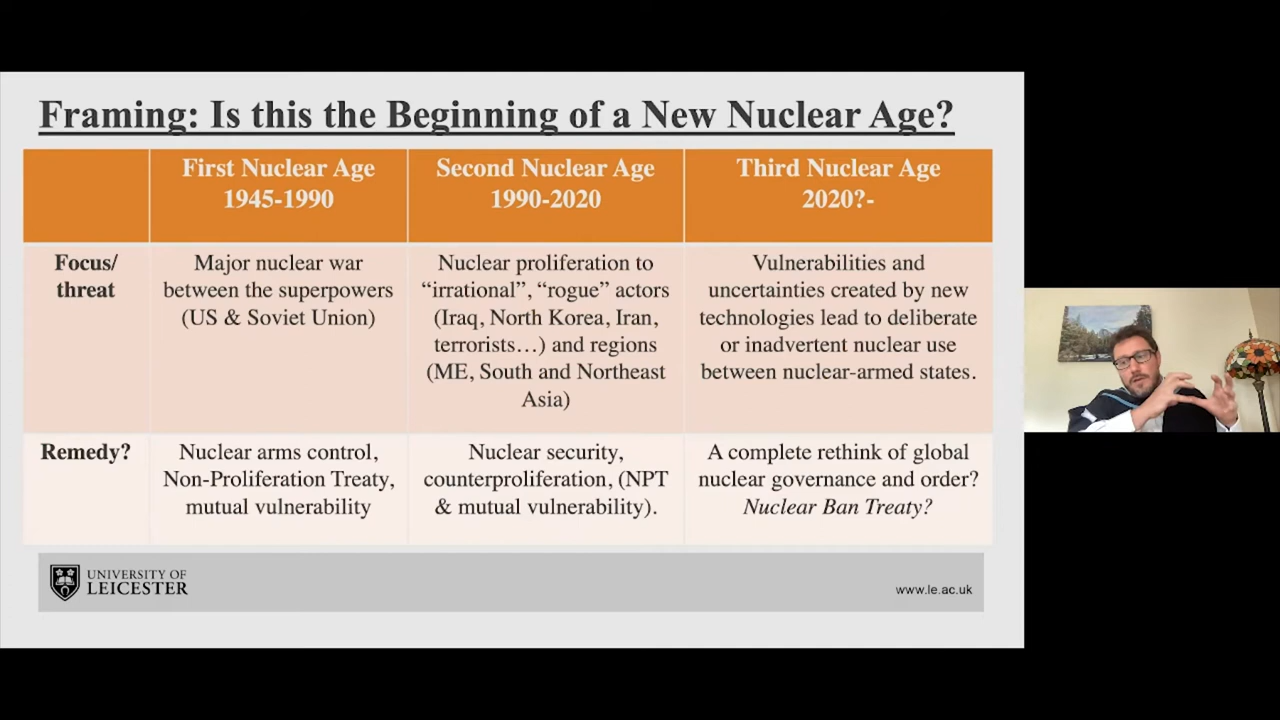 Framing: Is this the Beginning of a New Nuclear Age?
First Nuclear Age
1945-1990
Second Nuclear Age
1990-2020
Third Nuclear Age
2020?-
Focus/
threat
Major nuclear war
between the superpowers
(US & Soviet Union)
Nuclear proliferation to
“irrational”, “rogue” actors
(Iraq, North Korea, Iran,
terrorists…) and regions
(ME, South and Northeast
Asia)
Vulnerabilities and
uncertainties created by new
technologies lead to deliberate
or inadvertent nuclear use
between nuclear-armed states.
Remedy?
Nuclear arms control,
Non-Proliferation Treaty,
mutual vulnerability
Nuclear security,
counterproliferation, (NPT
& mutual vulnerability).
A complete rethink of global
nuclear governance and order?
Nuclear Ban Treaty?
UNIVERSITY OF
LEICESTER
www.le.ac.uk